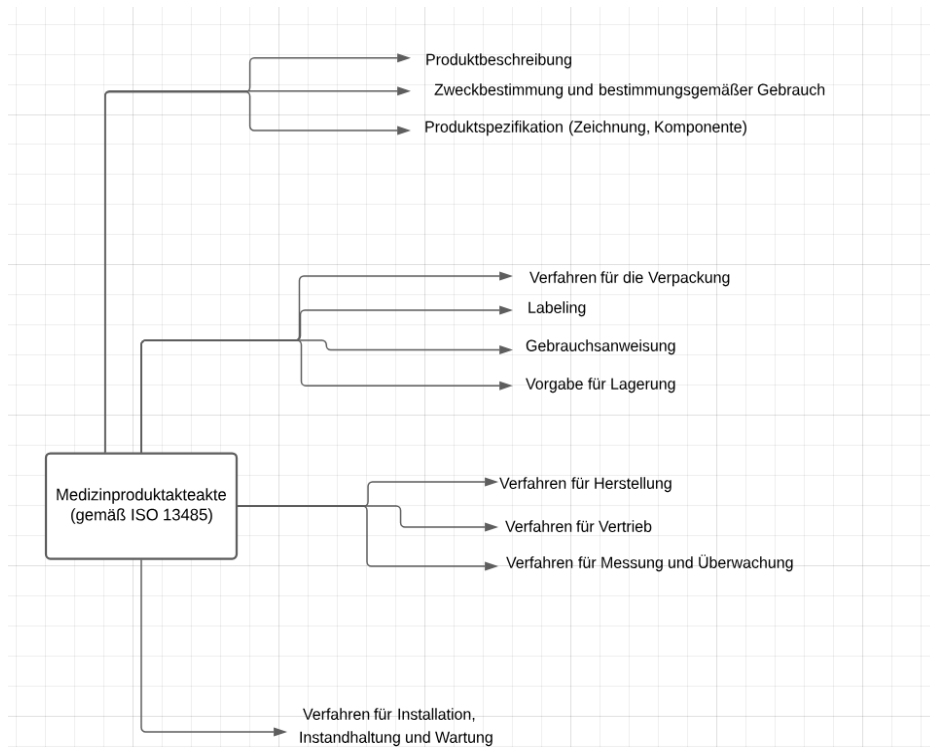 Produktbeschreibung
Zweckbestimmung und bestimmungsgemäßer Gebrauch
Produktspezifikation (Zeichnung, Komponente)
Verfahren für die Verpackung
Labeling
Gebrauchsanweisung
Vorgabe für Lagerung
Medizinproduktakteakte
(gemäß ISO 13485)
Verfahren für Herstellung
Verfahren für Vertrieb
Verfahren für Messung und Überwachung
Verfahren für Installation,
Instandhaltung und Wartung